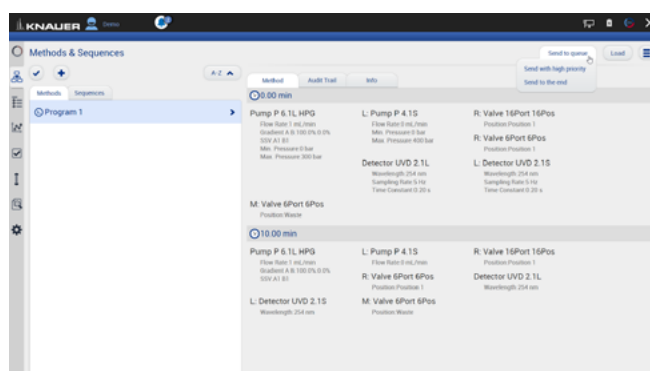 KNAUER Demo
Methods & Sequences
Send to queue
Load
Send with high priority
Send to the end
A-Z
Methods Sequences
Program 1
Method Audit Trail Info
0.00 min
Pump P 6.1L HPG
Flow Rate:1 mL/min
Gradient A:B:100.0%:0.0%
SSV:A1 B1
Min. Pressure:0 bar
Max. Pressure:300 bar
L: Pump P 4.1S
Flow Rate:0 mL/min
Min. Pressure:0 bar
Max. Pressure:400 bar
R: Valve 16Port 16Pos
Position:Position 1
R: Valve 6Port 6Pos
Position:Position 1
Detector UVD 2.1L
Wavelength:254 nm
Sampling Rate:5 Hz
Time Constant:0.20 s
L: Detector UVD 2.1S
Wavelength:254 nm
Sampling Rate:5 Hz
Time Constant:0.20 s
M: Valve 6Port 6Pos
Position:Waste
10.00 min
Pump P 6.1L HPG
Flow Rate:1 mL/min
Gradient A:B:100.0%:0.0%
SSV:A1 B1
L: Pump P 4.1S
Flow Rate:0 mL/min
R: Valve 16Port 16Pos
Position:Position 1
R: Valve 6Port 6Pos
Position:Position 1
Detector UVD 2.1L
Wavelength:254 nm
L: Detector UVD 2.1S
Wavelength:254 nm
M: Valve 6Port 6Pos
Position:Waste